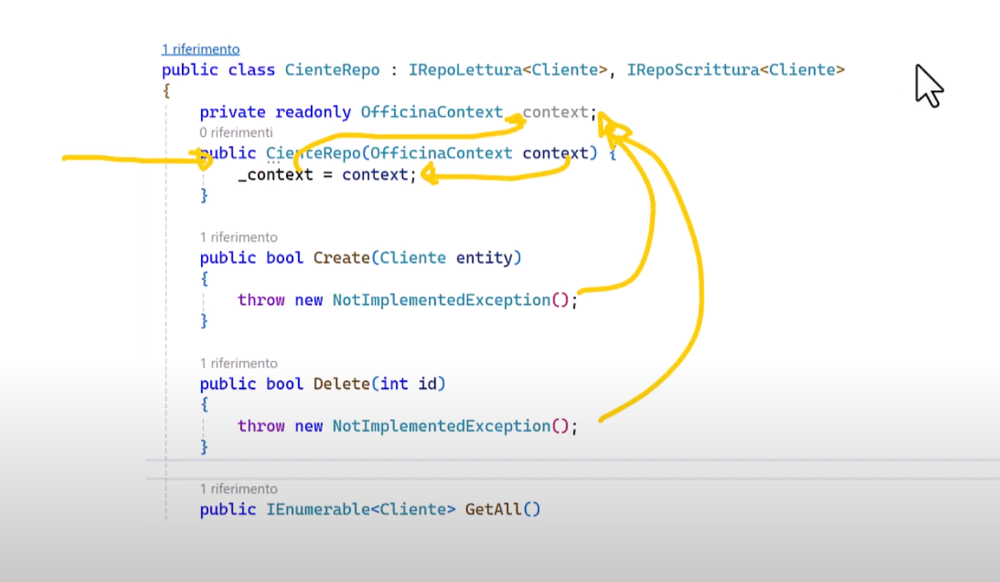 1 riferimento
public class CienteRepo : IRepoLettura<Cliente>, IRepoScrittura<Cliente>
{
private readonly OfficinaContext _context;
0 riferimenti
public CienteRepo(OfficinaContext context) {
_context = context;
}
1 riferimento
public bool Create(Cliente entity)
{
throw new NotImplementedException();
}
1 riferimento
public bool Delete(int id)
{
throw new NotImplementedException();
}
1 riferimento
public IEnumerable<Cliente> GetAll()